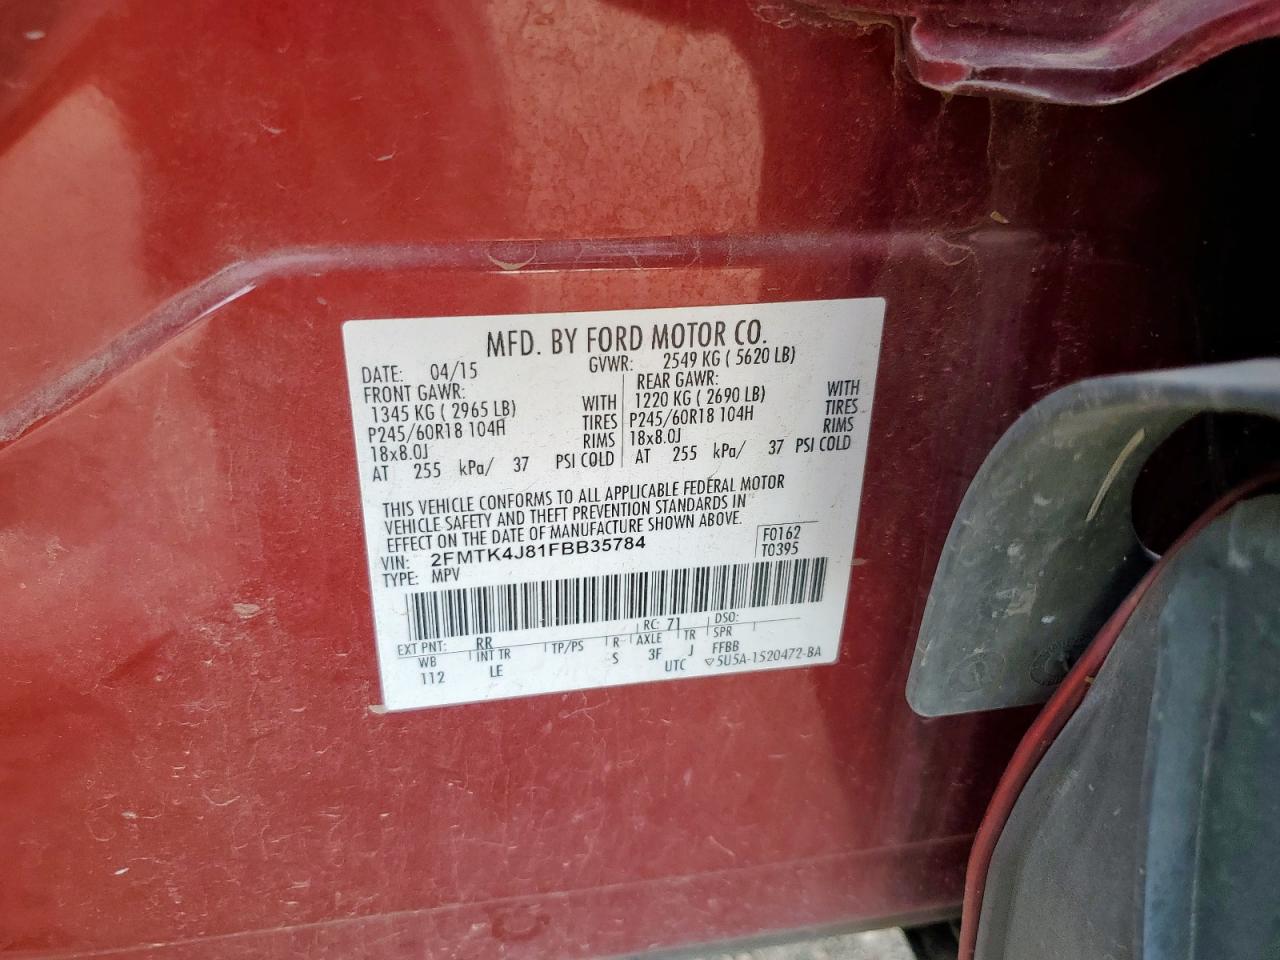 MFD. BY FORD MOTOR CO.
DATE: 04/15 GVWR: 2549 KG ( 5620 LB)
FRONT GAWR: REAR GAWR:
1345 KG ( 2965 LB) WITH 1220 KG ( 2690 LB) WITH
P245/60R18 104H TIRES P245/60R18 104H TIRES
18x8.0J RIMS 18x8.0J RIMS
AT 255 kPa/ 37 PSI COLD AT 255 kPa/ 37 PSI COLD
THIS VEHICLE CONFORMS TO ALL APPLICABLE FEDERAL MOTOR
VEHICLE SAFETY AND THEFT PREVENTION STANDARDS IN
EFFECT ON THE DATE OF MANUFACTURE SHOWN ABOVE.
VIN: 2FMTK4J81FBB35784 F0162
TYPE: MPV T0395
EXT PNT: RR RC: 71 DSO:
WB INT TR TP/PS R AXLE TR SPR
112 LE -S 3F J FFBB
UTC ▽5U5A-1520472-BA